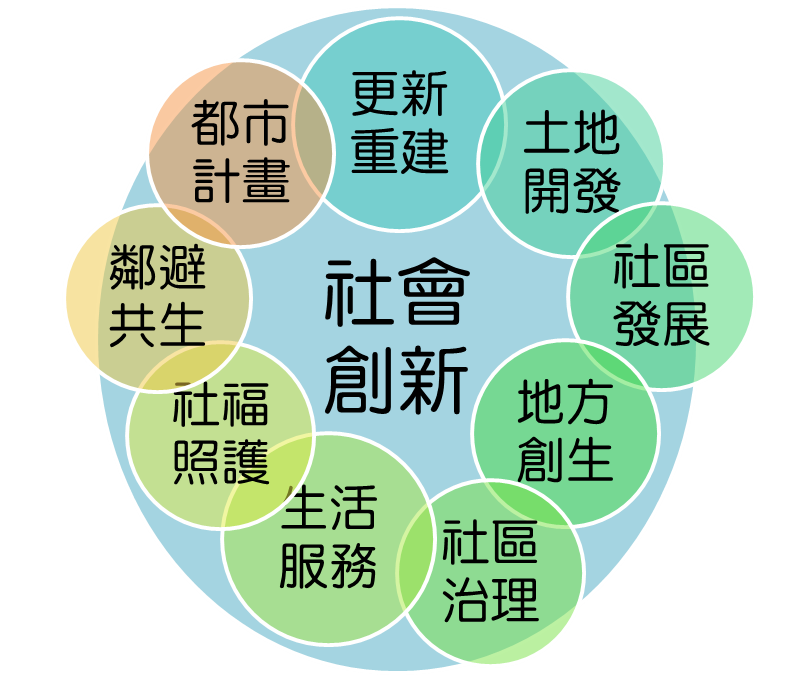 更新
重建
土地
開發
社區
發展
地方
創生
社區
治理
生活
服務
社福
照護
鄰避
共生
都市
計畫
社會
創新